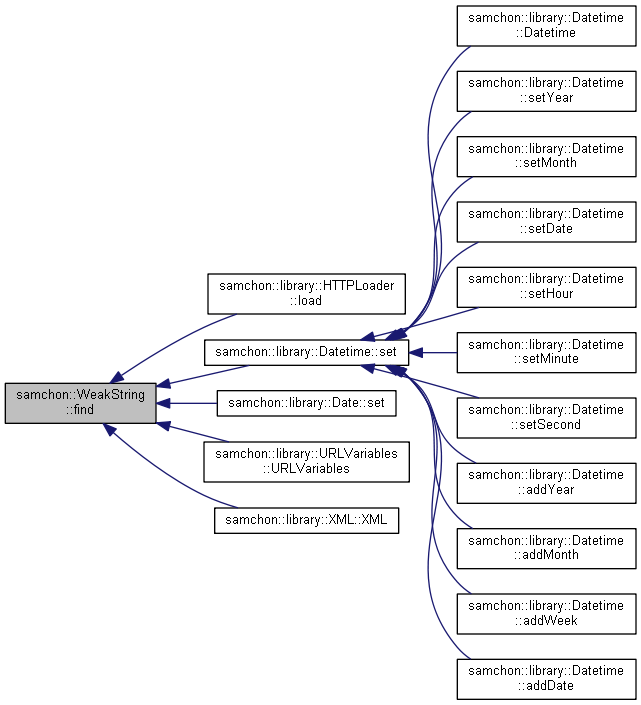 samchon::WeakString
::find
samchon::library::HTTPLoader
::load
samchon::library::Datetime::set
samchon::library::Date::set
samchon::library::URLVariables
::URLVariables
samchon::library::XML::XML
samchon::library::Datetime
::Datetime
samchon::library::Datetime
::setYear
samchon::library::Datetime
::setMonth
samchon::library::Datetime
::setDate
samchon::library::Datetime
::setHour
samchon::library::Datetime
::setMinute
samchon::library::Datetime
::setSecond
samchon::library::Datetime
::addYear
samchon::library::Datetime
::addMonth
samchon::library::Datetime
::addWeek
samchon::library::Datetime
::addDate